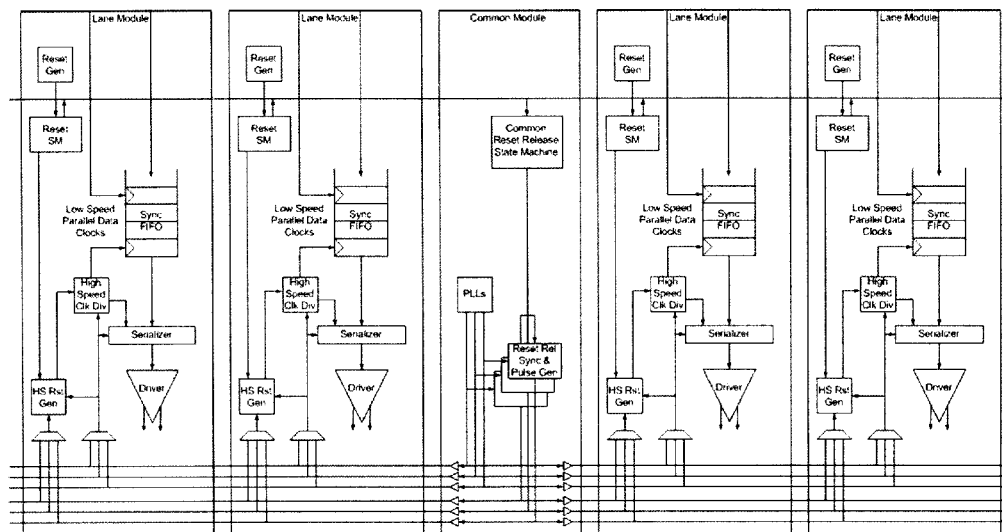 Lane Module
Lane Module
Common Module
Lane Module
Lane Module
Reset
Gen
Reset
Gen
Reset
Gen
Reset
Gen
Reset
SM
Reset
SM
Common
Reset Release
State Machine
Reset
SM
Reset
SM
Low Speed
Parallel Data
Clocks
Sync
FIFO
Low Speed
Parallel Data
Clocks
Sync
FIFO
Low Speed
Parallel Data
Clocks
Sync
FIFO
Low Speed
Parallel Data
Clocks
Sync
FIFO
High
Speed
Clk Div
High
Speed
Clk Div
PLLs
High
Speed
Clk Div
High
Speed
Clk Div
Serializer
Serializer
Reset Rel
Sync &
Pulse Gen
Serializer
Serializer
HS Rst
Gen
Driver
HS Rst
Gen
Driver
HS Rst
Gen
Driver
HS Rst
Gen
Driver